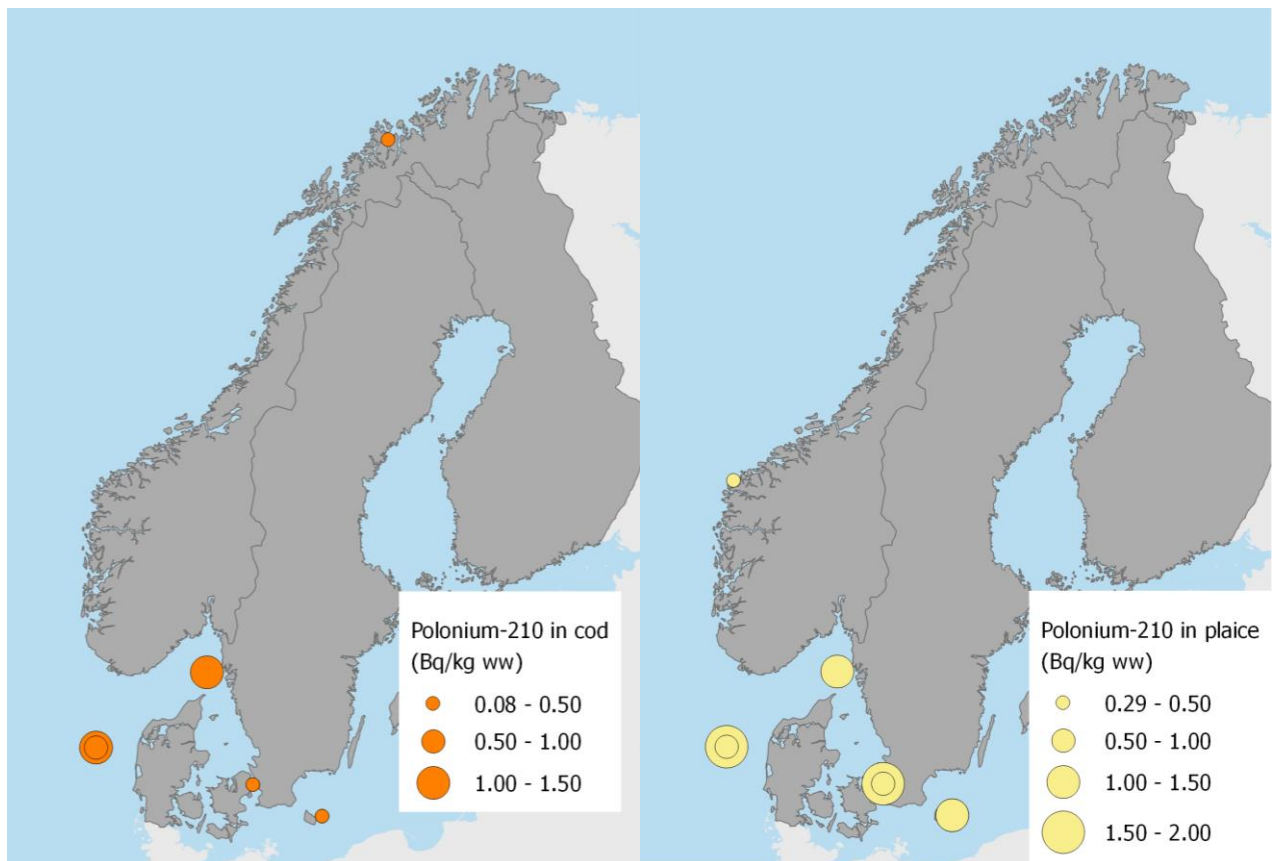 Polonium-210 in cod
(Bq/kg ww)
0.08 - 0.50
0.50 - 1.00
1.00 - 1.50
Polonium-210 in plaice
(Bq/kg ww)
0.29 - 0.50
0.50 - 1.00
1.00 - 1.50
1.50 - 2.00